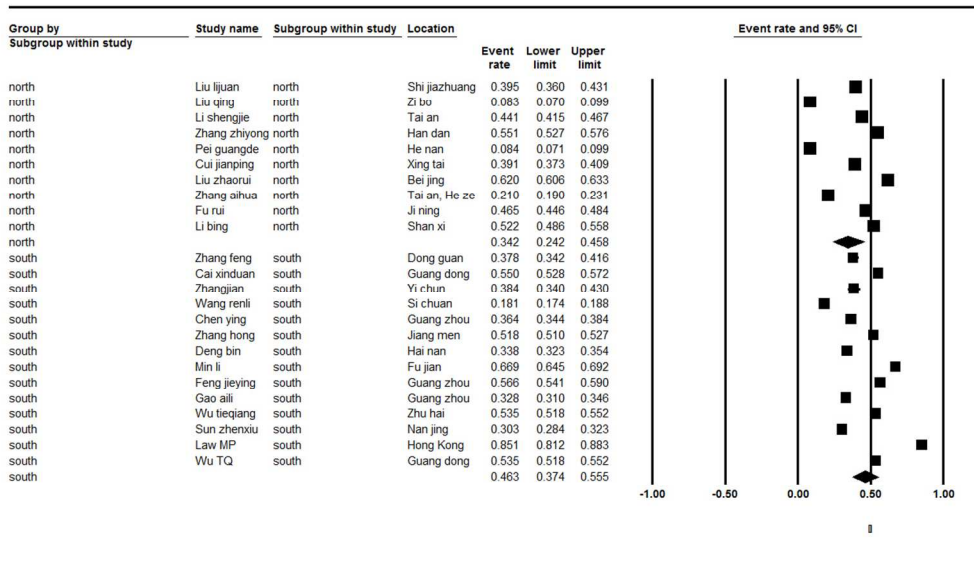 Group by Study name Subgroup within study Location Event rate and 95% CI
Subgroup within study
Event Lower Upper
rate limit limit
north Liu lijuan north Shi jiazhuang 0.395 0.360 0.431
north Liu qing north Zi bo 0.083 0.070 0.099
north Li shengjie north Tai an 0.441 0.415 0.467
north Zhang zhiyong north Han dan 0.551 0.527 0.576
north Pei guangde north He nan 0.084 0.071 0.099
north Cui jianping north Xing tai 0.391 0.373 0.409
north Liu zhaorui north Bei jing 0.620 0.606 0.633
north Zhang aihua north Tai an, He ze 0.210 0.190 0.231
north Fu rui north Ji ning 0.465 0.446 0.484
north Li bing north Shan xi 0.522 0.486 0.558
north 0.342 0.242 0.458
south Zhang feng south Dong guan 0.378 0.342 0.416
south Cai xinduan south Guang dong 0.550 0.528 0.572
south Zhangjian south Yi chun 0.384 0.340 0.430
south Wang renli south Si chuan 0.181 0.174 0.188
south Chen ying south Guang zhou 0.364 0.344 0.384
south Zhang hong south Jiang men 0.518 0.510 0.527
south Deng bin south Hai nan 0.338 0.323 0.354
south Min li south Fu jian 0.669 0.645 0.692
south Feng jieying south Guang zhou 0.566 0.541 0.590
south Gao aili south Guang zhou 0.328 0.310 0.346
south Wu tieqiang south Zhu hai 0.535 0.518 0.552
south Sun zhenxiu south Nan jing 0.303 0.284 0.323
south Law MP south Hong Kong 0.851 0.812 0.883
south Wu TQ south Guang dong 0.535 0.518 0.552
south 0.463 0.374 0.555
-1.00 -0.50 0.00 0.50 1.00